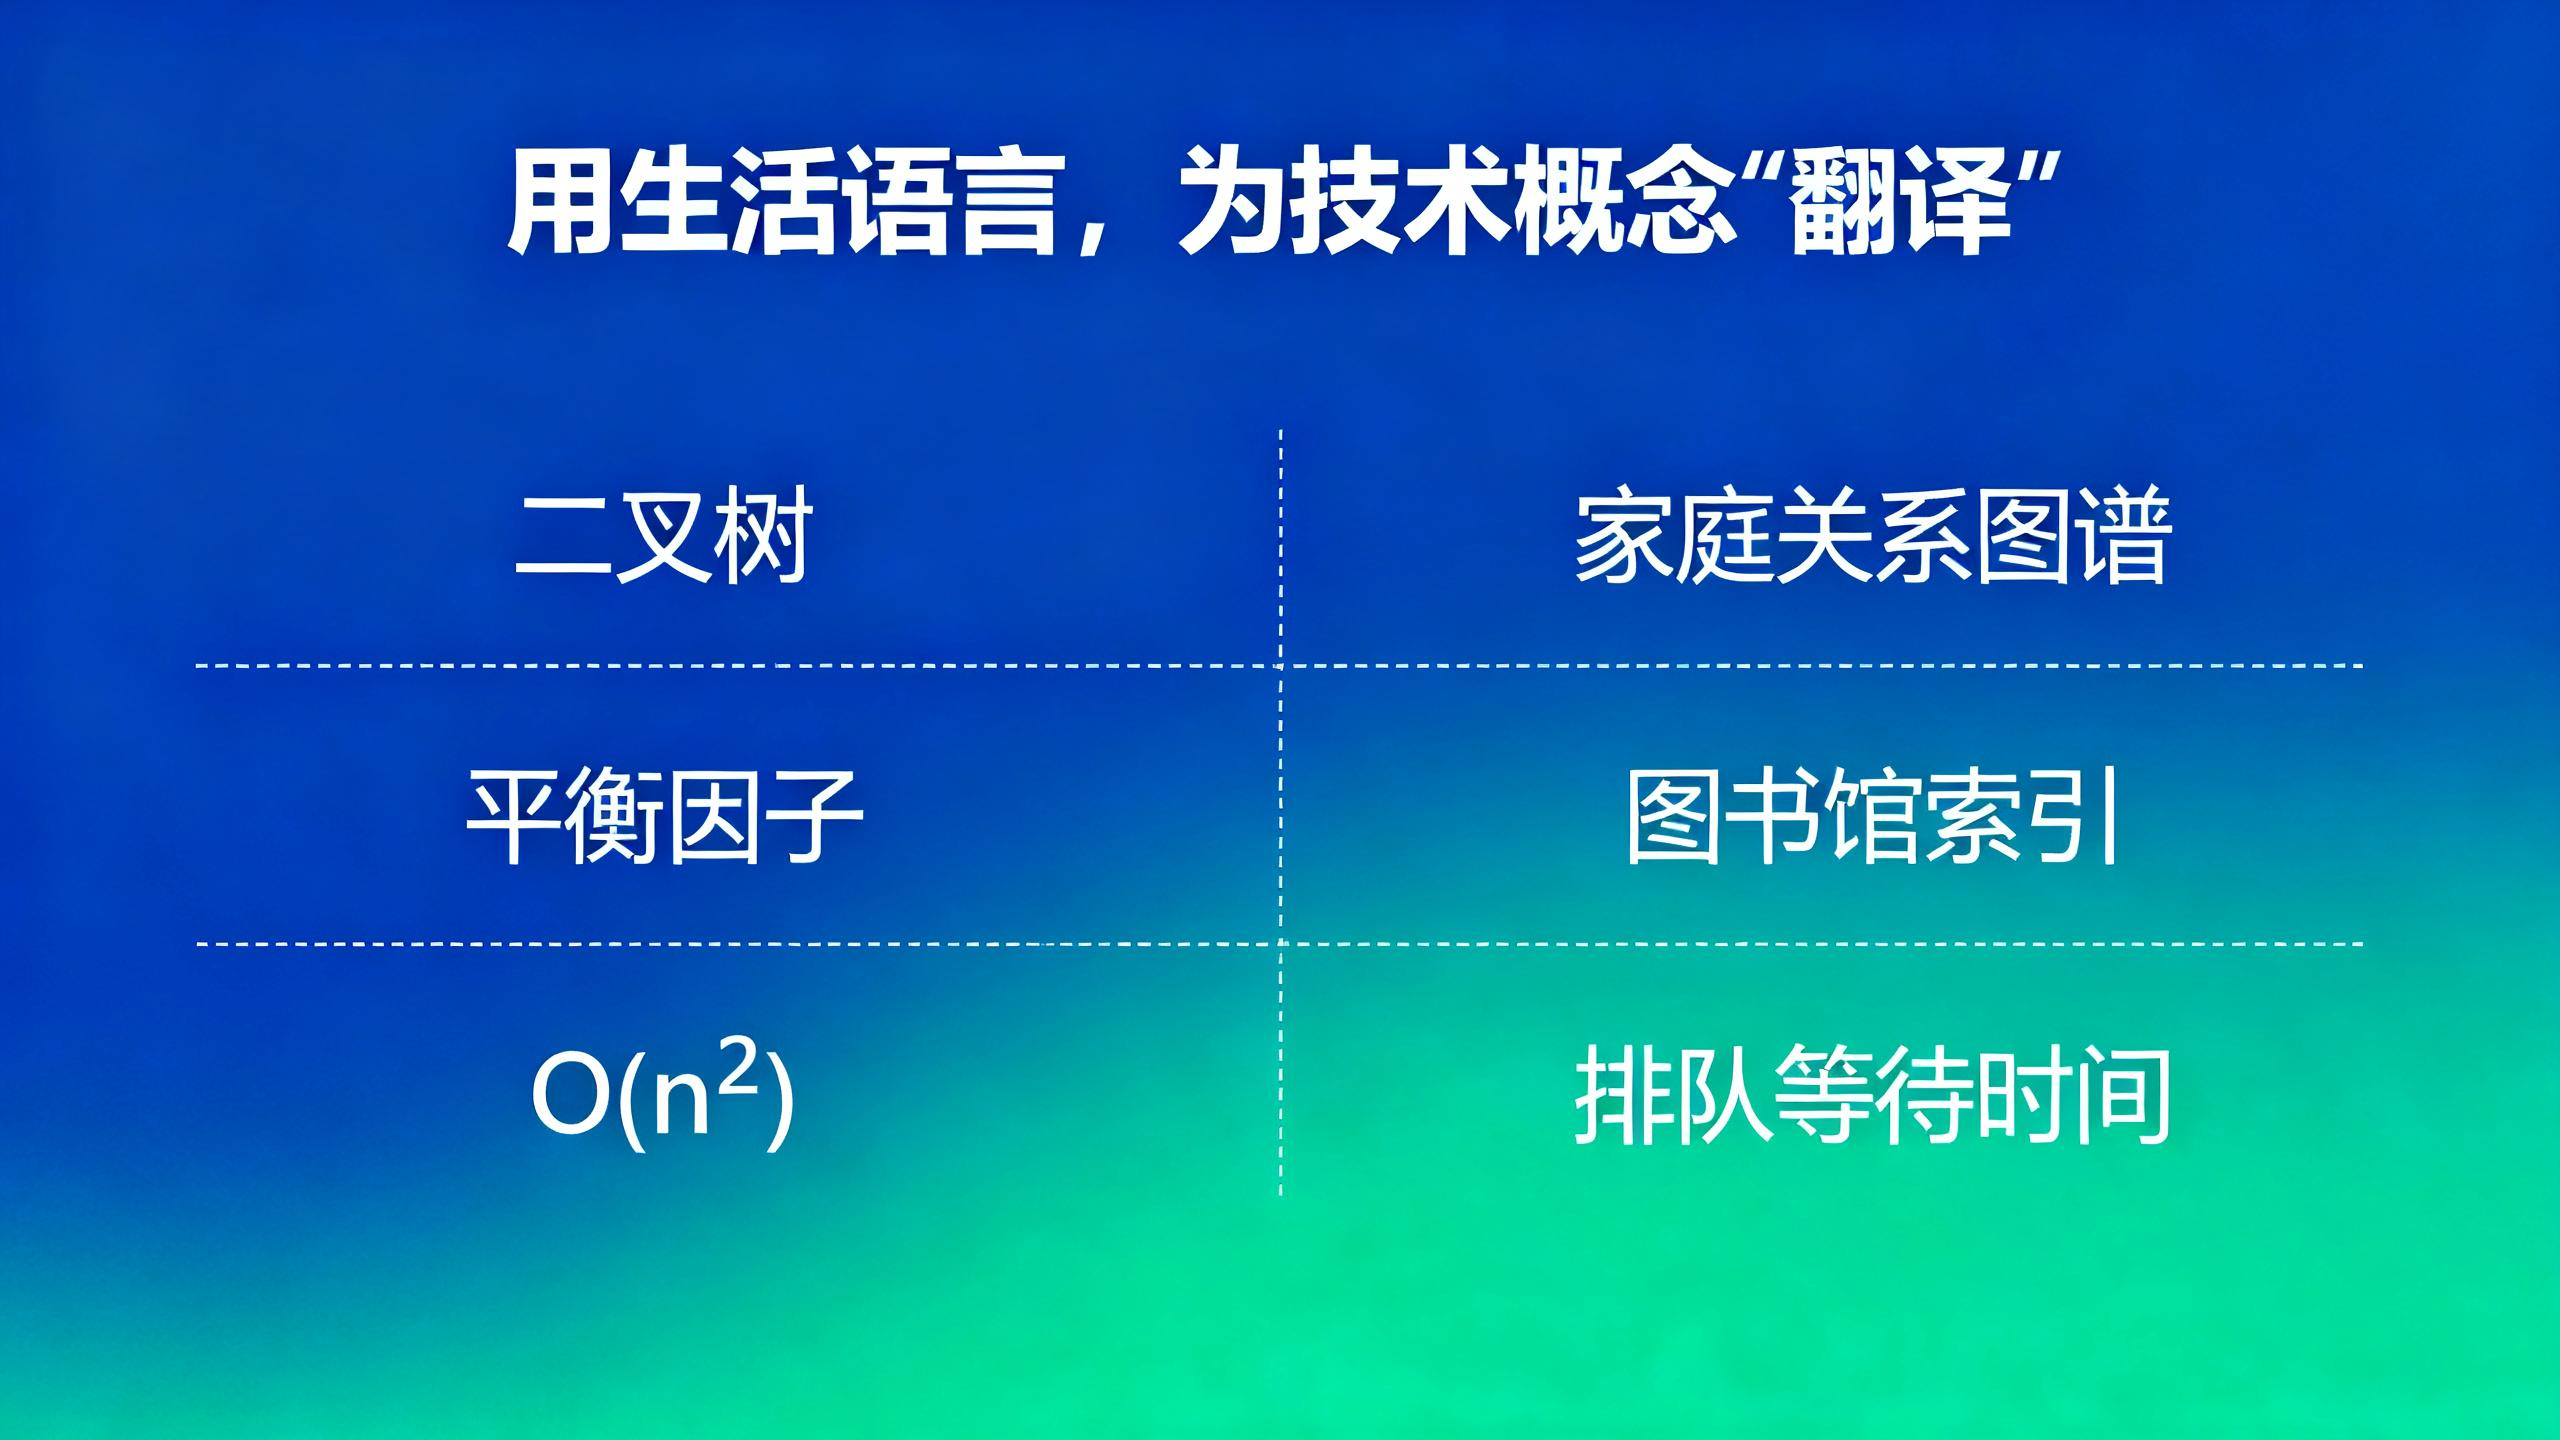 用生活语言，为技术概念“翻译”
二叉树
家庭关系图谱
平衡因子
图书馆索引
O(n²)
排队等待时间